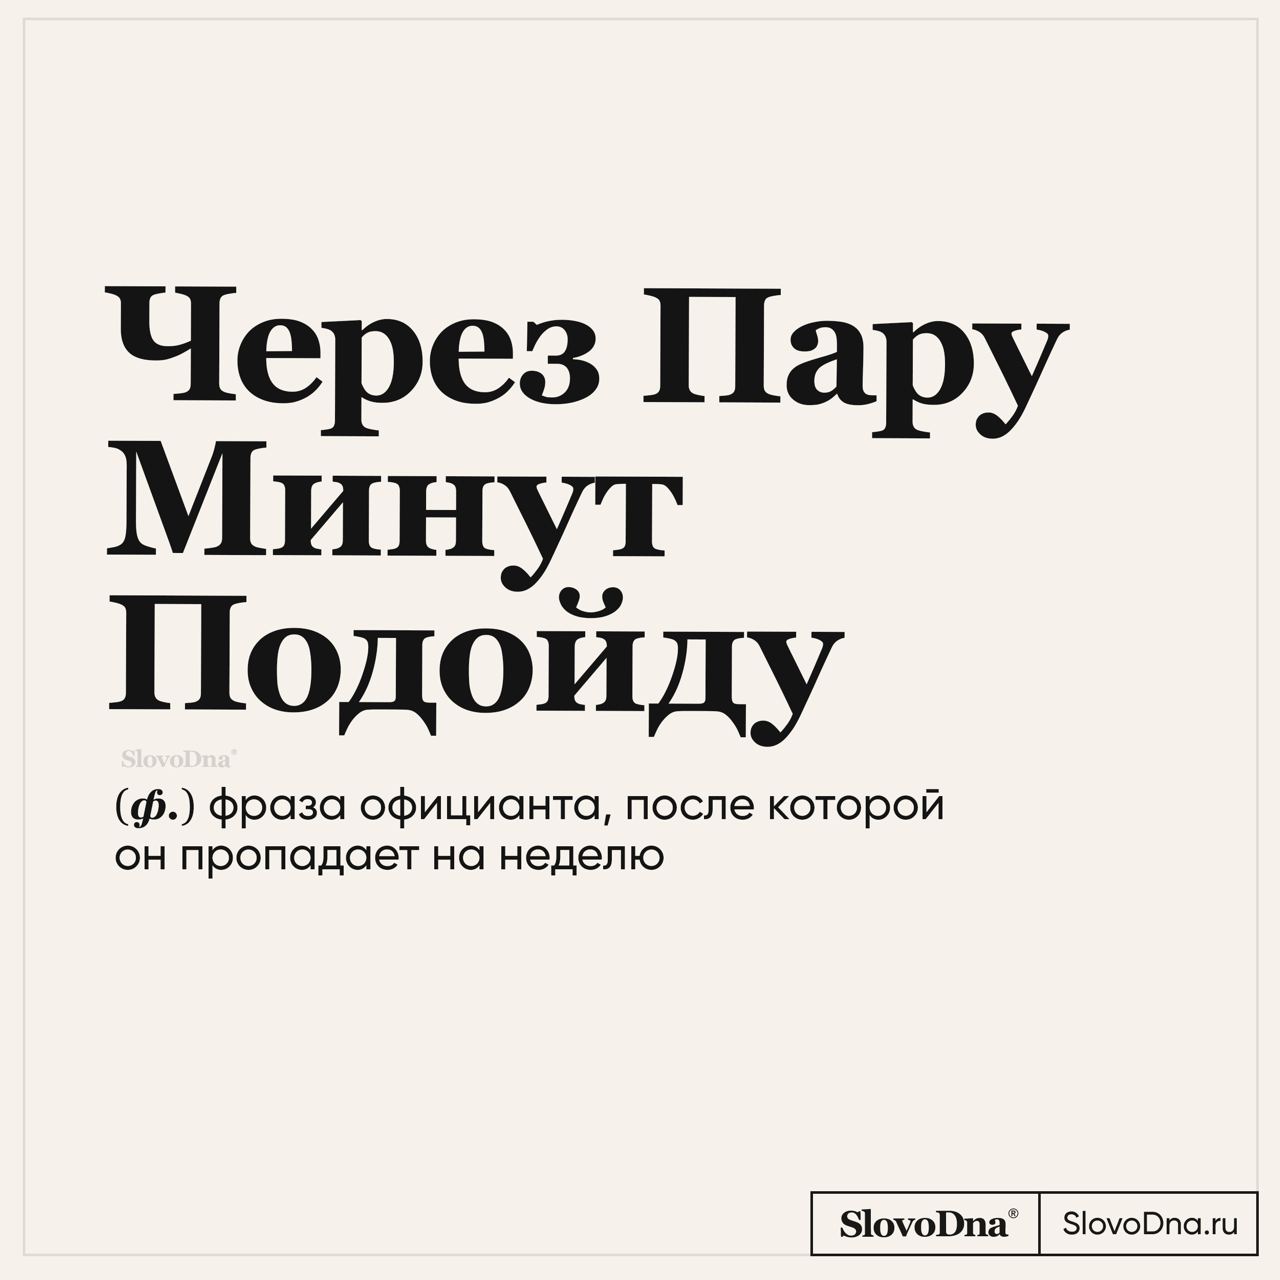 Через Пару
Минут
Подойду
SlovoDna®
(ф.) фраза официанта, после которой
он пропадает на неделю
SlovoDna® SlovoDna.ru